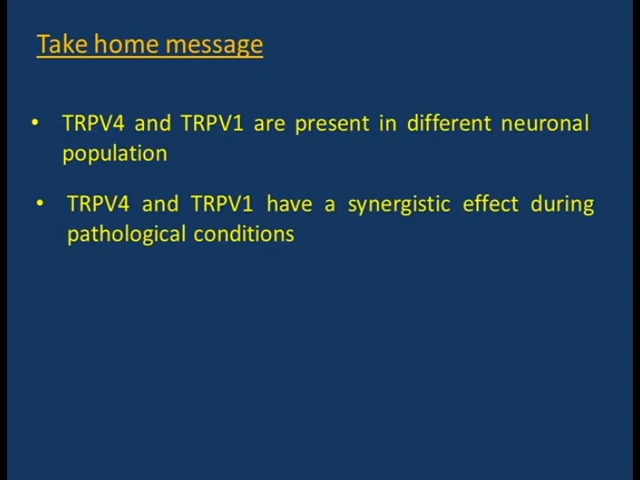 Take home message
• TRPV4 and TRPV1 are present in different neuronal
population
• TRPV4 and TRPV1 have a synergistic effect during
pathological conditions